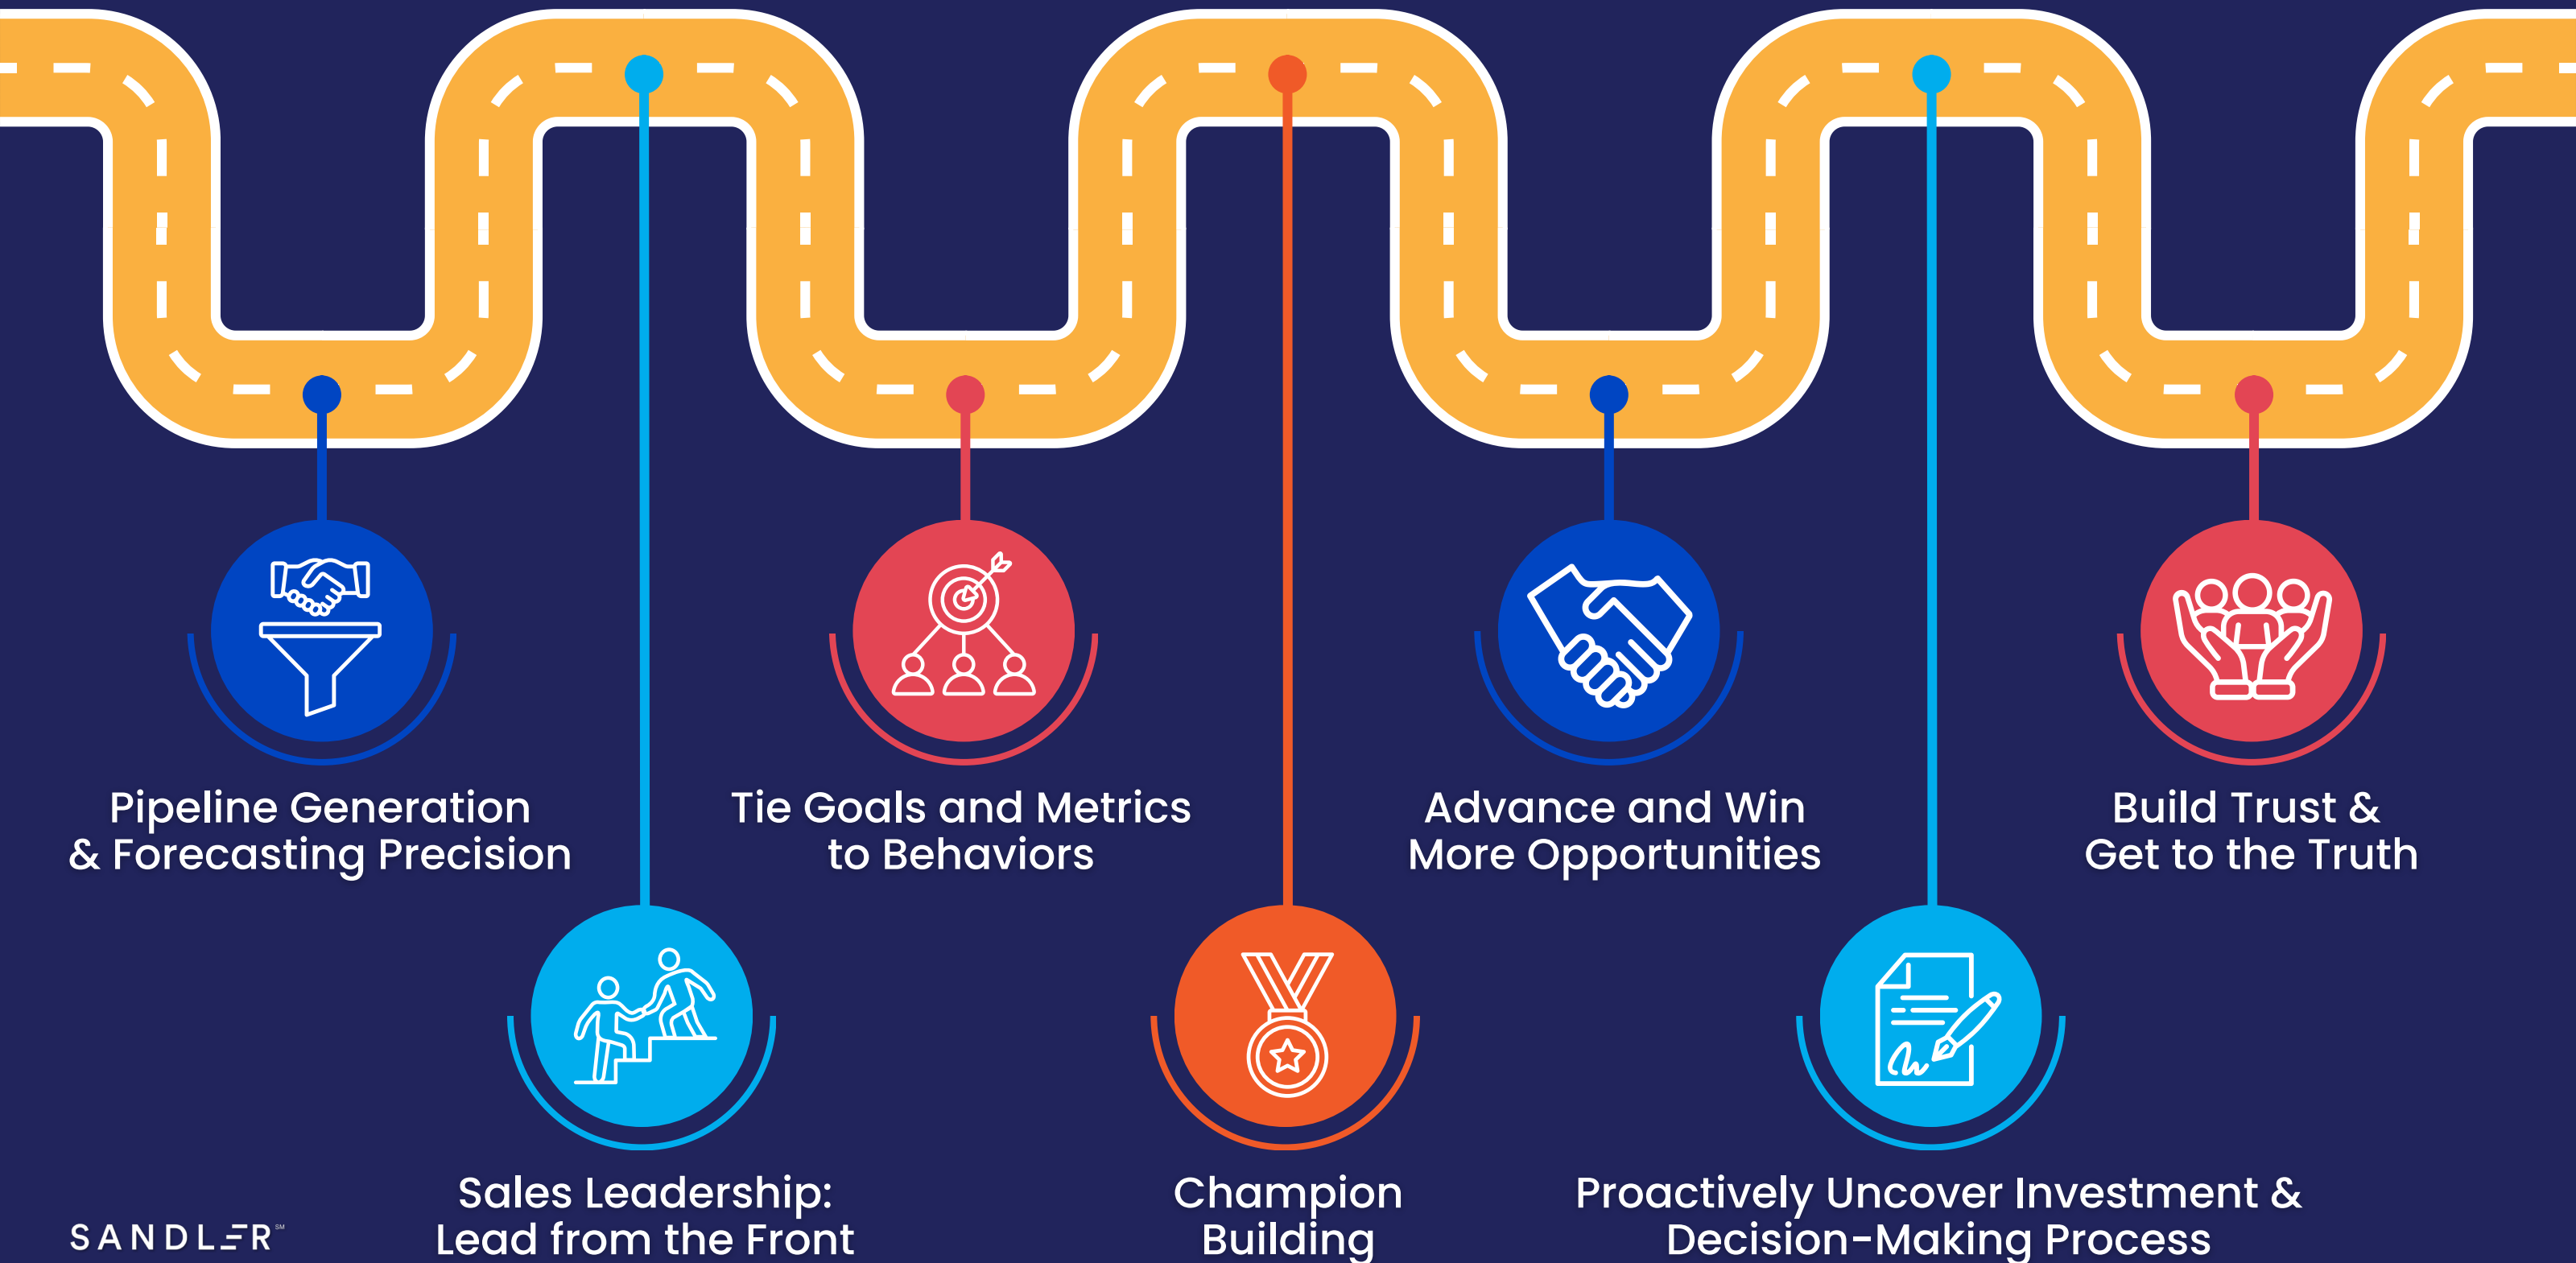 Pipeline Generation
& Forecasting Precision
Sales Leadership:
Lead from the Front
Tie Goals and Metrics
to Behaviors
Champion
Building
Advance and Win
More Opportunities
Proactively Uncover Investment &
Decision-Making Process
Build Trust &
Get to the Truth
SANDLER℠